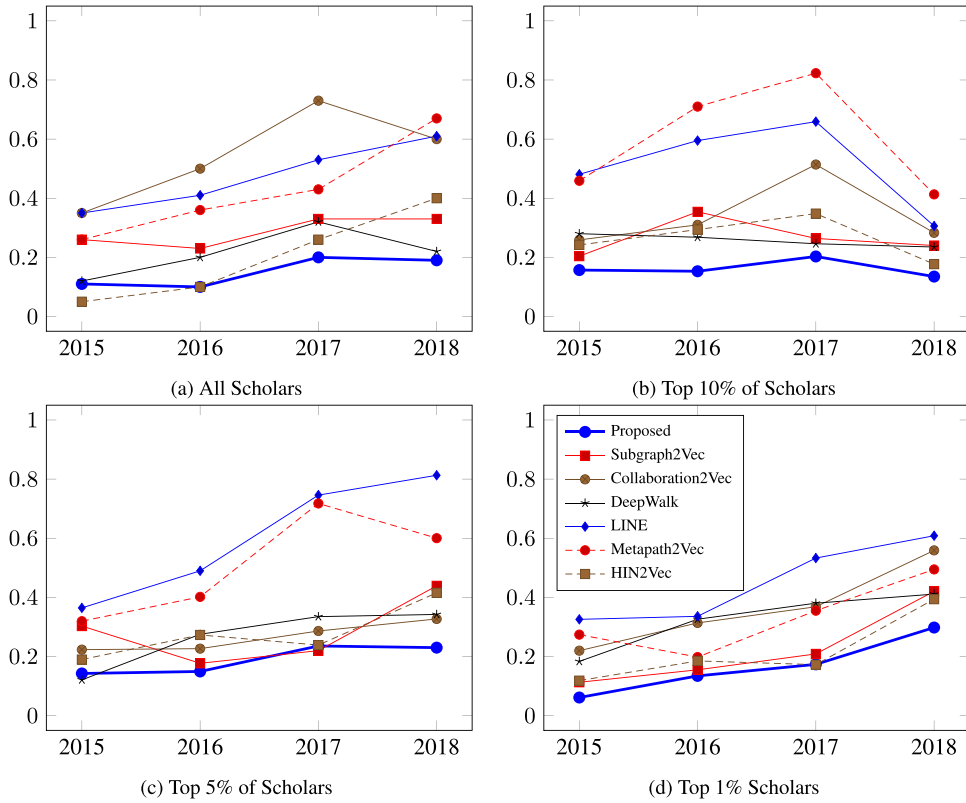 1
0.8
0.6
0.4
0.2
0
2015 2016 2017 2018
(a) All Scholars
1
0.8
0.6
0.4
0.2
0
2015 2016 2017 2018
(b) Top 10% of Scholars
1
0.8
0.6
0.4
0.2
0
2015 2016 2017 2018
(c) Top 5% of Scholars
1
0.8
0.6
0.4
0.2
0
Proposed
Subgraph2Vec
Collaboration2Vec
DeepWalk
LINE
Metapath2Vec
HIN2Vec
2015 2016 2017 2018
(d) Top 1% Scholars